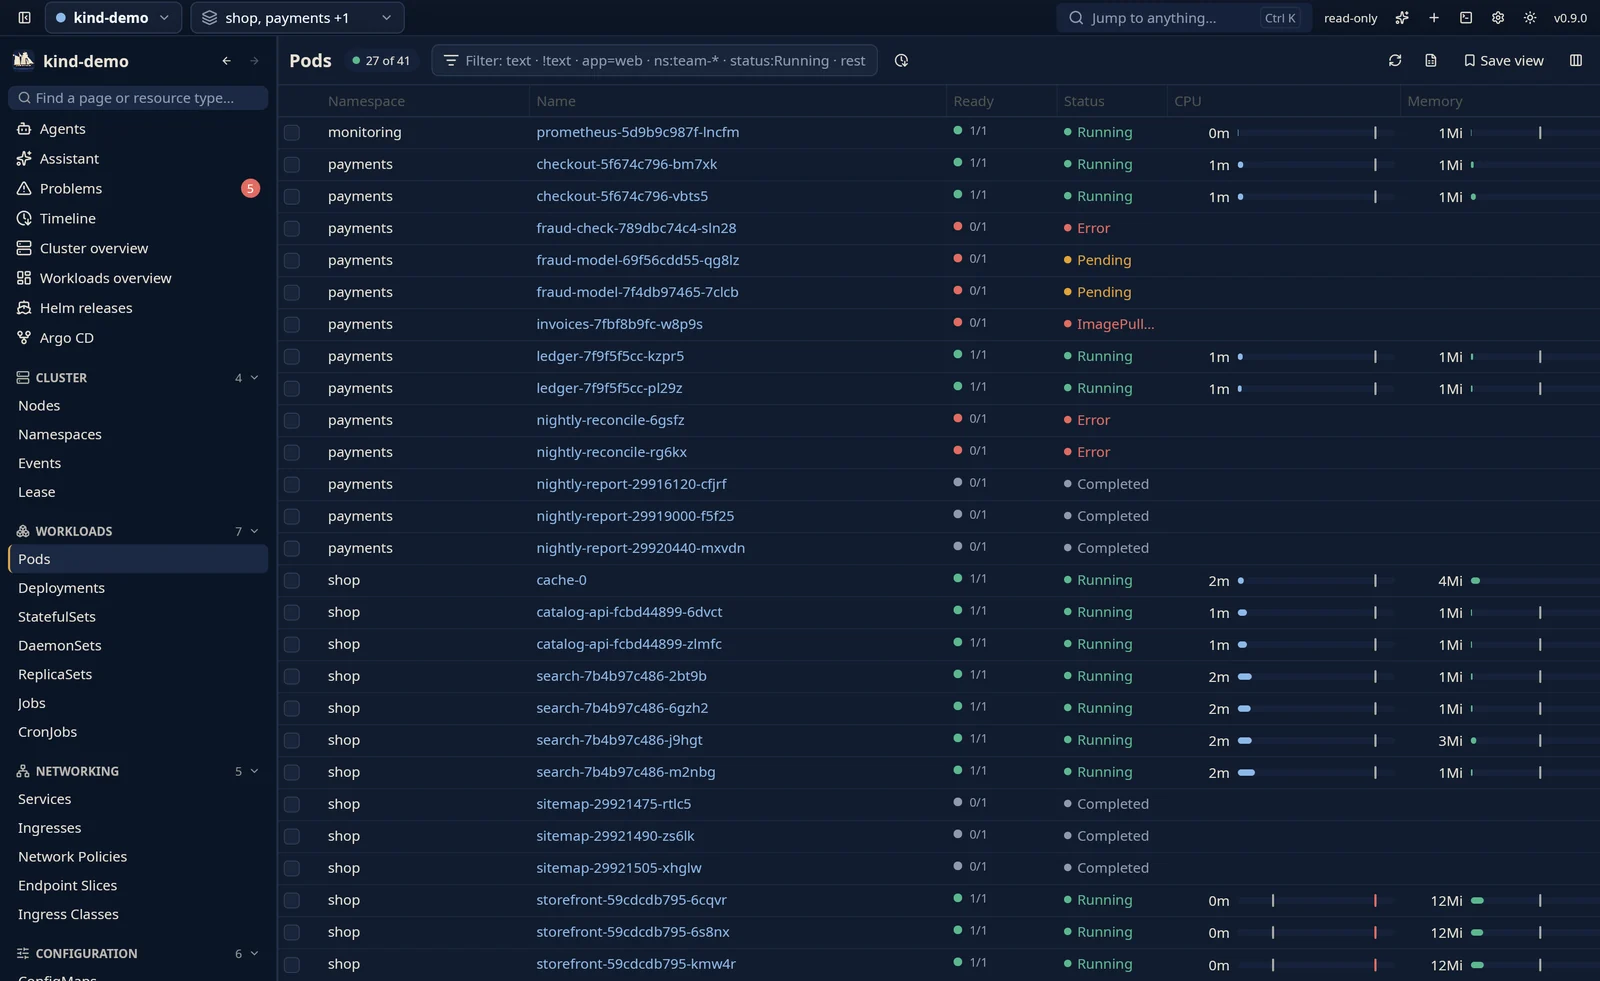 kind-demo
shop, payments +1
Jump to anything...
Ctrl K
read-only
v0.9.0
kind-demo
Find a page or resource type...
Agents
Assistant
Problems 5
Timeline
Cluster overview
Workloads overview
Helm releases
Argo CD
CLUSTER 4
Nodes
Namespaces
Events
Lease
WORKLOADS 7
Pods
Deployments
StatefulSets
DaemonSets
ReplicaSets
Jobs
CronJobs
NETWORKING 5
Services
Ingresses
Network Policies
Endpoint Slices
Ingress Classes
CONFIGURATION 6
ConfigMaps
Pods
27 of 41
Filter: text · !text · app=web · ns:team-* · status:Running · rest
Save view
Namespace Name Ready Status CPU Memory
monitoring prometheus-5d9b9c987f-lncfm 1/1 Running 0m 1Mi
payments checkout-5f674c796-bm7xk 1/1 Running 1m 1Mi
payments checkout-5f674c796-vbts5 1/1 Running 1m 1Mi
payments fraud-check-789dbc74c4-sln28 0/1 Error
payments fraud-model-69f56cdd55-qg8lz 0/1 Pending
payments fraud-model-7f4db97465-7clcb 0/1 Pending
payments invoices-7fbf8b9fc-w8p9s 0/1 ImagePull...
payments ledger-7f9f5f5cc-kzpr5 1/1 Running 1m 1Mi
payments ledger-7f9f5f5cc-pl29z 1/1 Running 1m 1Mi
payments nightly-reconcile-6gsfz 0/1 Error
payments nightly-reconcile-rg6kx 0/1 Error
payments nightly-report-29916120-cfjrf 0/1 Completed
payments nightly-report-29919000-f5f25 0/1 Completed
payments nightly-report-29920440-mxvdn 0/1 Completed
shop cache-0 1/1 Running 2m 4Mi
shop catalog-api-fcbd44899-6dvct 1/1 Running 1m 1Mi
shop catalog-api-fcbd44899-zlmfc 1/1 Running 1m 1Mi
shop search-7b4b97c486-2bt9b 1/1 Running 2m 1Mi
shop search-7b4b97c486-6gzh2 1/1 Running 2m 1Mi
shop search-7b4b97c486-j9hgt 1/1 Running 2m 3Mi
shop search-7b4b97c486-m2nbg 1/1 Running 2m 1Mi
shop sitemap-29921475-rtlc5 0/1 Completed
shop sitemap-29921490-zs6lk 0/1 Completed
shop sitemap-29921505-xhglw 0/1 Completed
shop storefront-59cdcdb795-6cqvr 1/1 Running 0m 12Mi
shop storefront-59cdcdb795-6s8nx 1/1 Running 0m 12Mi
shop storefront-59cdcdb795-kmw4r 1/1 Running 0m 12Mi